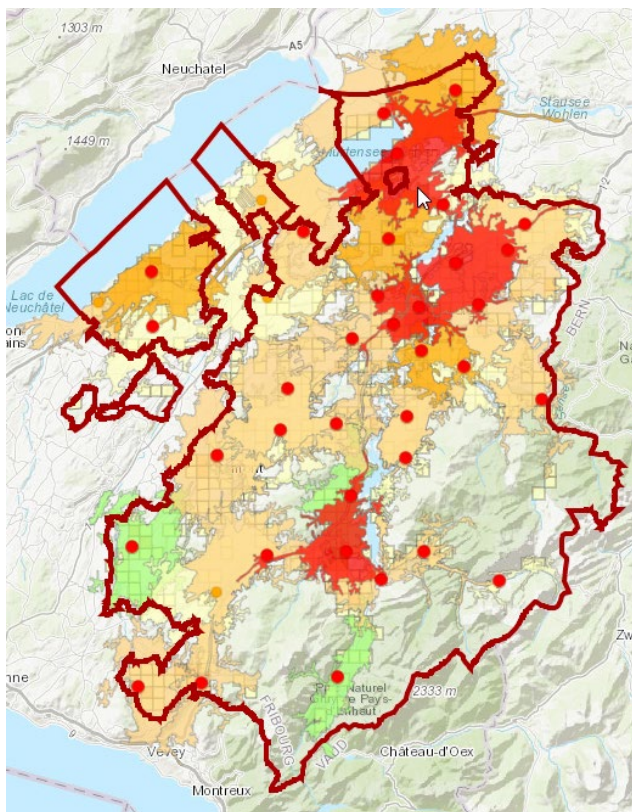 1303 m
Neuchatel
A5
Stausee
Wohlen
1449 m
Murtensee
12
Lac de
Neuchâtel
BERN
on
ains
N
G
Zw
nne
2333 m
FRIBOURG
VAUD
Vevey
Château-d'Oex
Montreux